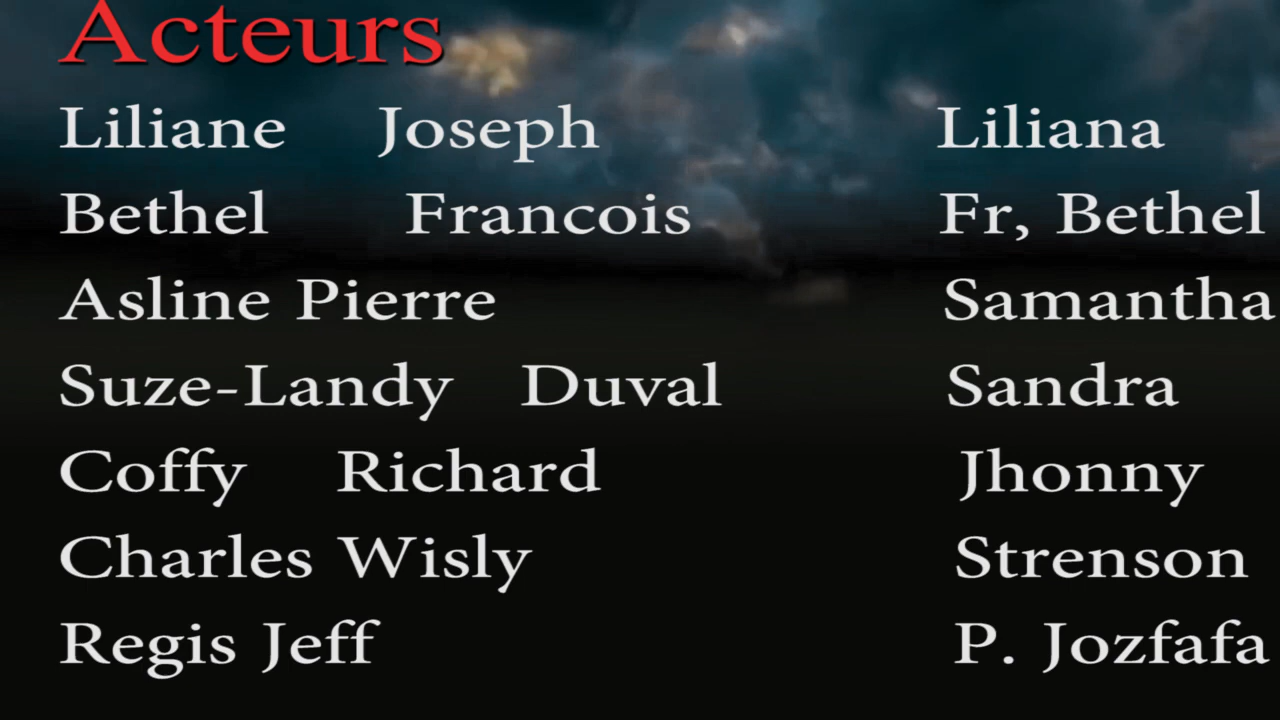 Acteurs
Liliane Joseph Liliana
Bethel Francois Fr, Bethel
Asline Pierre Samantha
Suze-Landy Duval Sandra
Coffy Richard Jhonny
Charles Wisly Strenson
Regis Jeff P. Jozfafa